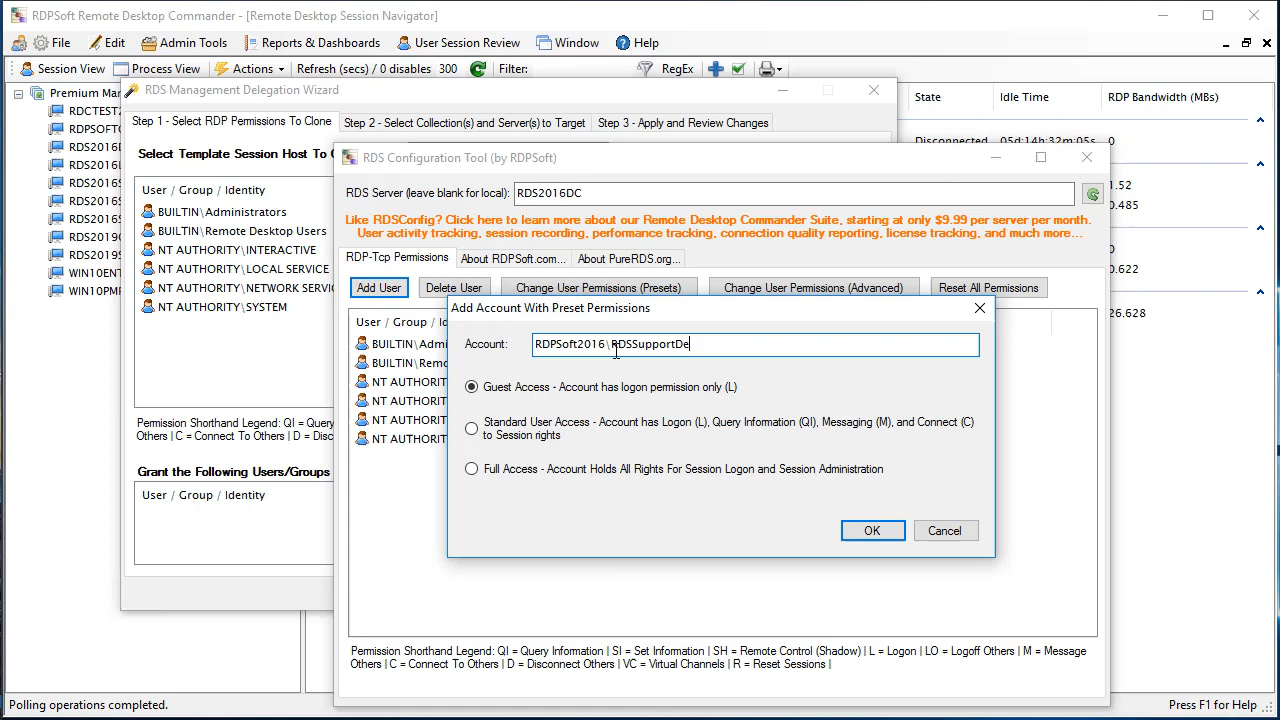 RDPSoft Remote Desktop Commander - [Remote Desktop Session Navigator]
File Edit Admin Tools Reports & Dashboards User Session Review Window Help
Session View Process View Actions Refresh (secs) / 0 disables 300 Filter: RegEx
Premium Mar
RDCTEST2
RDPSOFTC
RDS2016D
RDS2016L
RDS2016S
RDS2016S
RDS2016S
RDS2019C
RDS2019S
WIN10ENT
WIN10PMP
State Idle Time RDP Bandwidth (MBs)
Disconnected 05d:14h:32m:05s 0
1.52
0.485
0.622
26.628
RDS Management Delegation Wizard
Step 1 - Select RDP Permissions To Clone Step 2 - Select Collection(s) and Server(s) to Target Step 3 - Apply and Review Changes
Select Template Session Host To C
User / Group / Identity
BUILTIN\Administrators
BUILTIN\Remote Desktop Users
NT AUTHORITY\INTERACTIVE
NT AUTHORITY\LOCAL SERVICE
NT AUTHORITY\NETWORK SERVIC
NT AUTHORITY\SYSTEM
Permission Shorthand Legend: QI =
Others | C = Connect To Others | D = Disc
Grant the Following Users/Groups
User / Group / Identity
RDS Configuration Tool (by RDPSoft)
RDS Server (leave blank for local): RDS2016DC
Like RDSConfig? Click here to learn more about our Remote Desktop Commander Suite, starting at only $9.99 per server per month.
User activity tracking, session recording, performance tracking, connection quality reporting, license tracking, and much more...
RDP-Tcp Permissions About RDPSoft.com... About PureRDS.org...
Add User Delete User Change User Permissions (Presets) Change User Permissions (Advanced) Reset All Permissions
User / Group / Id
BUILTIN\Admi
BUILTIN\Remo
NT AUTHORIT
NT AUTHORIT
NT AUTHORIT
NT AUTHORIT
Add Account With Preset Permissions
Account: RDPSoft2016\RDSSupportDe
Guest Access - Account has logon permission only (L)
Standard User Access - Account has Logon (L), Query Information (QI), Messaging (M), and Connect (C)
to Session rights
Full Access - Account Holds All Rights For Session Logon and Session Administration
OK Cancel
Permission Shorthand Legend: QI = Query Information | SI = Set Information | SH = Remote Control (Shadow) | L = Logon | LO = Logoff Others | M = Message
Others | C = Connect To Others | D = Disconnect Others | VC = Virtual Channels | R = Reset Sessions |
Polling operations completed. Press F1 for Help